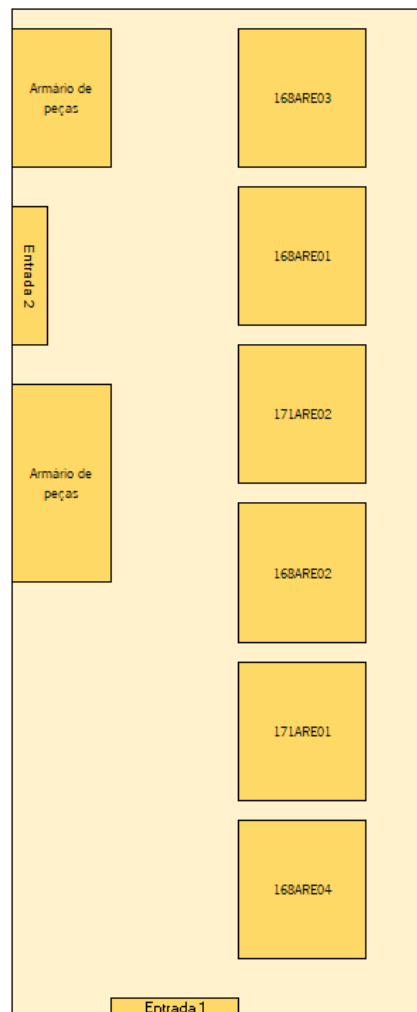 Armário de
peças
168ARE03
168ARE01
Entrada 2
171ARE02
Armário de
peças
168ARE02
171ARE01
168ARE04
Entrada 1